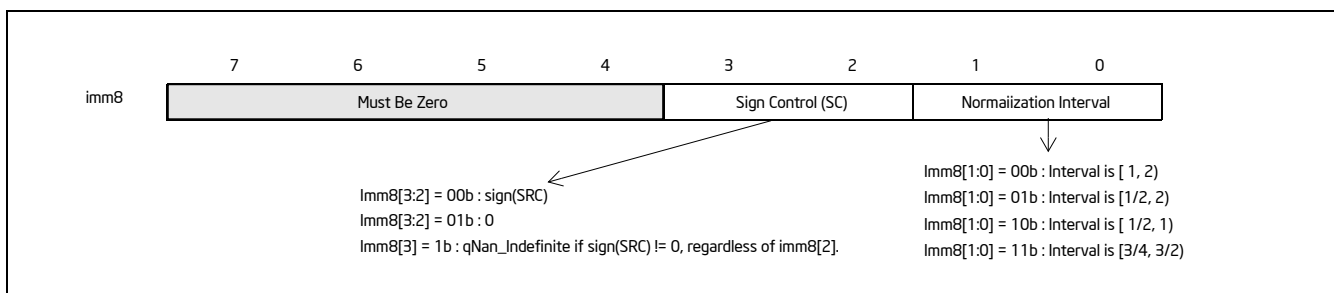 7 6 5 4 3 2 1 0
imm8 Must Be Zero Sign Control (SC) Normaiization Interval
Imm8[3:2] = 00b : sign(SRC)
Imm8[3:2] = 01b : 0
Imm8[3] = 1b : qNan_Indefinite if sign(SRC) != 0, regardless of imm8[2].
Imm8[1:0] = 00b : Interval is [ 1, 2)
Imm8[1:0] = 01b : Interval is [1/2, 2)
Imm8[1:0] = 10b : Interval is [ 1/2, 1)
Imm8[1:0] = 11b : Interval is [3/4, 3/2)